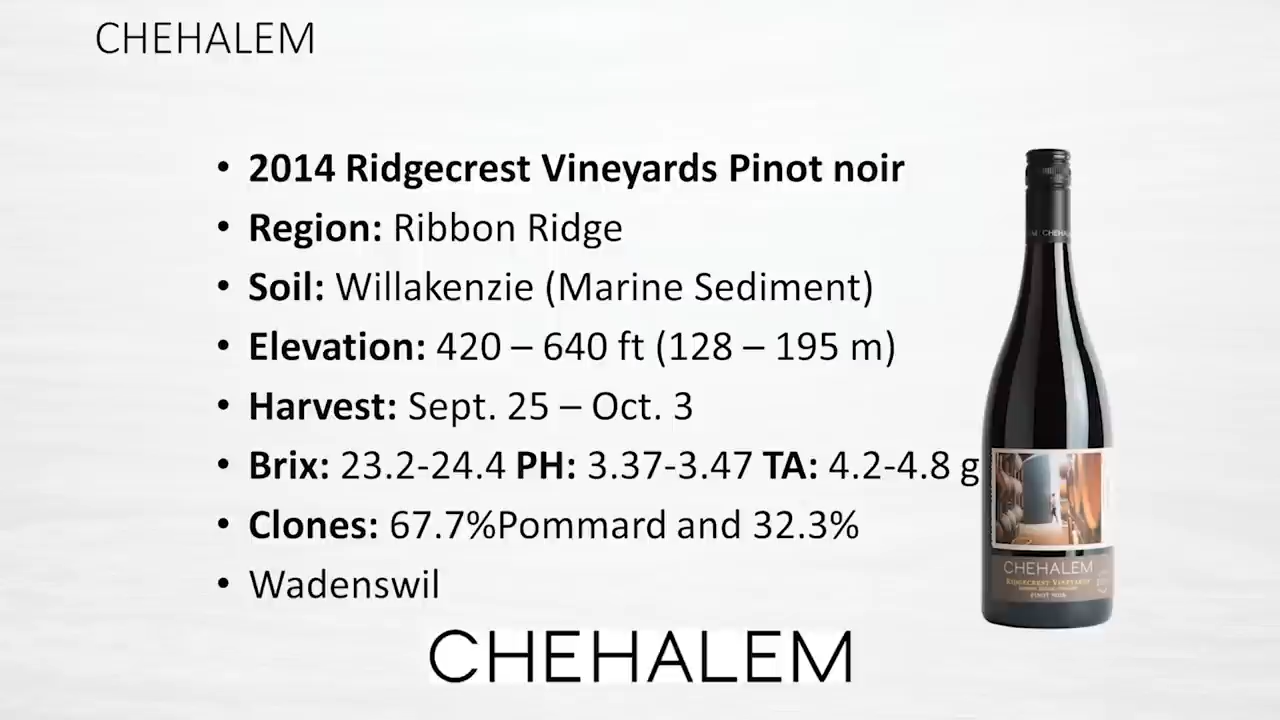 CHEHALEM
• 2014 Ridgecrest Vineyards Pinot noir
• Region: Ribbon Ridge
• Soil: Willakenzie (Marine Sediment)
• Elevation: 420 – 640 ft (128 – 195 m)
• Harvest: Sept. 25 – Oct. 3
• Brix: 23.2-24.4 PH: 3.37-3.47 TA: 4.2-4.8 g
• Clones: 67.7%Pommard and 32.3%
• Wadenswil
CHEHALEM
RIDGECREST VINEYARDS
PINOT NOIR
CHEHALEM